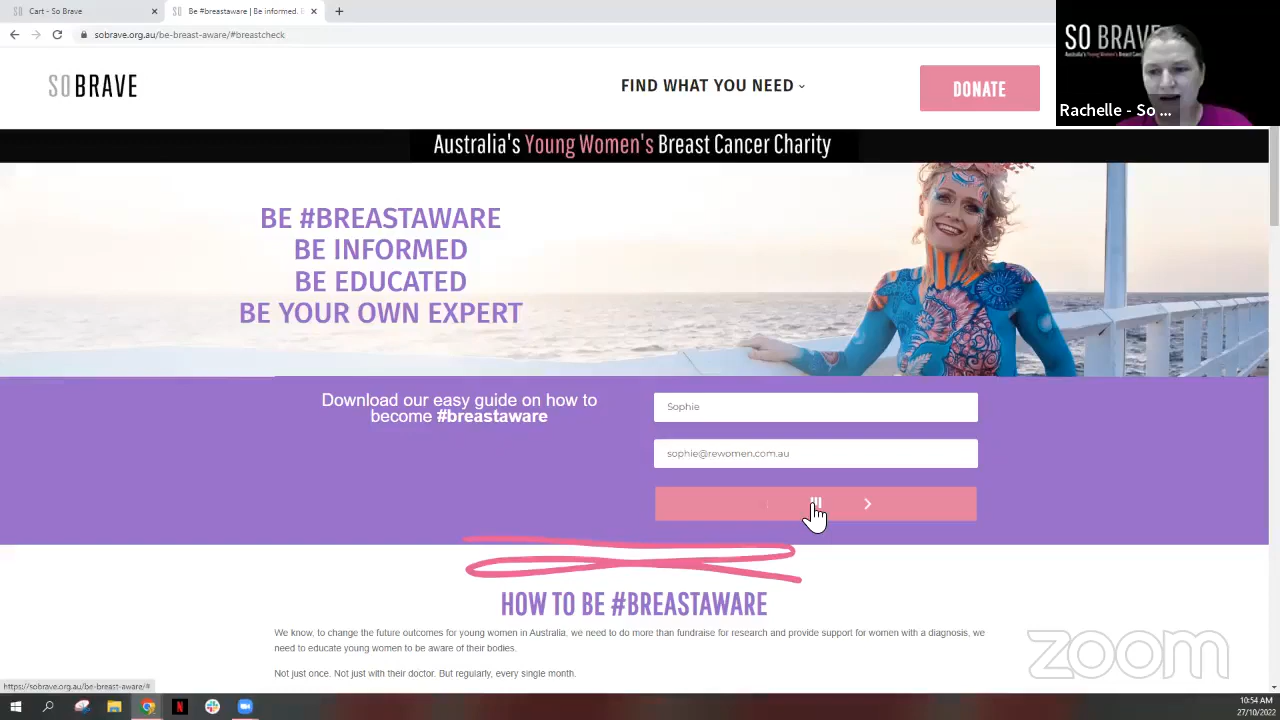 Cart - So Brave
Be #breastaware | Be informed.
sobrave.org.au/be-breast-aware/#breastcheck
SO BRAVE
FIND WHAT YOU NEED
DONATE
SO BRAVE
Australia's Young Women's Breast Cancer
Rachelle - So ...
Australia's Young Women's Breast Cancer Charity
BE #BREASTAWARE
BE INFORMED
BE EDUCATED
BE YOUR OWN EXPERT
Download our easy guide on how to
become #breastaware
Sophie
sophie@rewomen.com.au
HOW TO BE #BREASTAWARE
We know, to change the future outcomes for young women in Australia, we need to do more than fundraise for research and provide support for women with a diagnosis, we
need to educate young women to be aware of their bodies.
Not just once. Not just with their doctor. But regularly, every single month.
zoom
https://sobrave.org.au/be-breast-aware/#
10:54 AM
27/10/2022